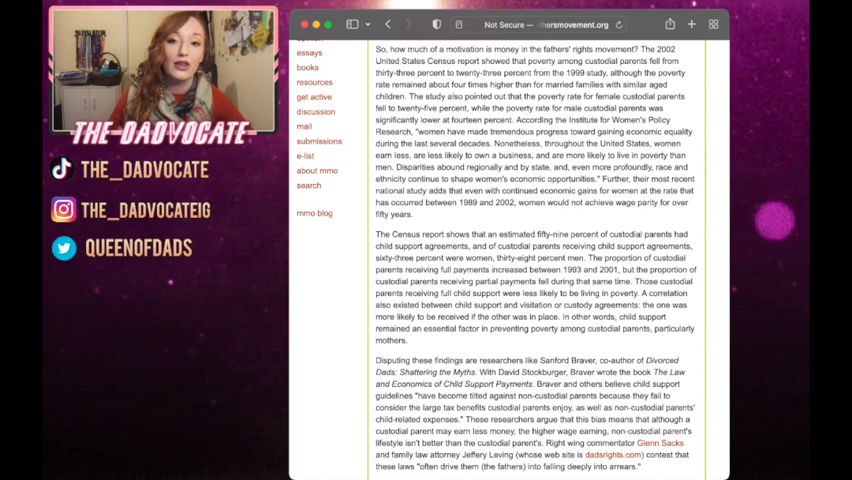 THE-DADVOCATE
THE__DADVOCATE
THE_DADVOCATEIG
QUEENOFDADS
Not Secure — thersmovement.org
essays
books
resources
get active
discussion
mail
submissions
e-list
about mmo
search
mmo blog
So, how much of a motivation is money in the fathers' rights movement? The 2002
United States Census report showed that poverty among custodial parents fell from
thirty-three percent to twenty-three percent from the 1999 study, although the poverty
rate remained about four times higher than for married families with similar aged
children. The study also pointed out that the poverty rate for female custodial parents
fell to twenty-five percent, while the poverty rate for male custodial parents was
significantly lower at fourteen percent. According the Institute for Women's Policy
Research, "women have made tremendous progress toward gaining economic equality
during the last several decades. Nonetheless, throughout the United States, women
earn less, are less likely to own a business, and are more likely to live in poverty than
men. Disparities abound regionally and by state, and, even more profoundly, race and
ethnicity continue to shape women's economic opportunities." Further, their most recent
national study adds that even with continued economic gains for women at the rate that
has occurred between 1989 and 2002, women would not achieve wage parity for over
fifty years.
The Census report shows that an estimated fifty-nine percent of custodial parents had
child support agreements, and of custodial parents receiving child support agreements,
sixty-three percent were women, thirty-eight percent men. The proportion of custodial
parents receiving full payments increased between 1993 and 2001, but the proportion of
custodial parents receiving partial payments fell during that same time. Those custodial
parents receiving full child support were less likely to be living in poverty. A correlation
also existed between child support and visitation or custody agreements: the one was
more likely to be received if the other was in place. In other words, child support
remained an essential factor in preventing poverty among custodial parents, particularly
mothers.
Disputing these findings are researchers like Sanford Braver, co-author of Divorced
Dads: Shattering the Myths. With David Stockburger, Braver wrote the book The Law
and Economics of Child Support Payments. Braver and others believe child support
guidelines "have become tilted against non-custodial parents because they fail to
consider the large tax benefits custodial parents enjoy, as well as non-custodial parents'
child-related expenses." These researchers argue that this bias means that although a
custodial parent may earn less money, the higher wage earning, non-custodial parent's
lifestyle isn't better than the custodial parent's. Right wing commentator Glenn Sacks
and family law attorney Jeffery Leving (whose web site is dadsrights.com) contest that
these laws "often drive them (the fathers) into falling deeply into arrears."